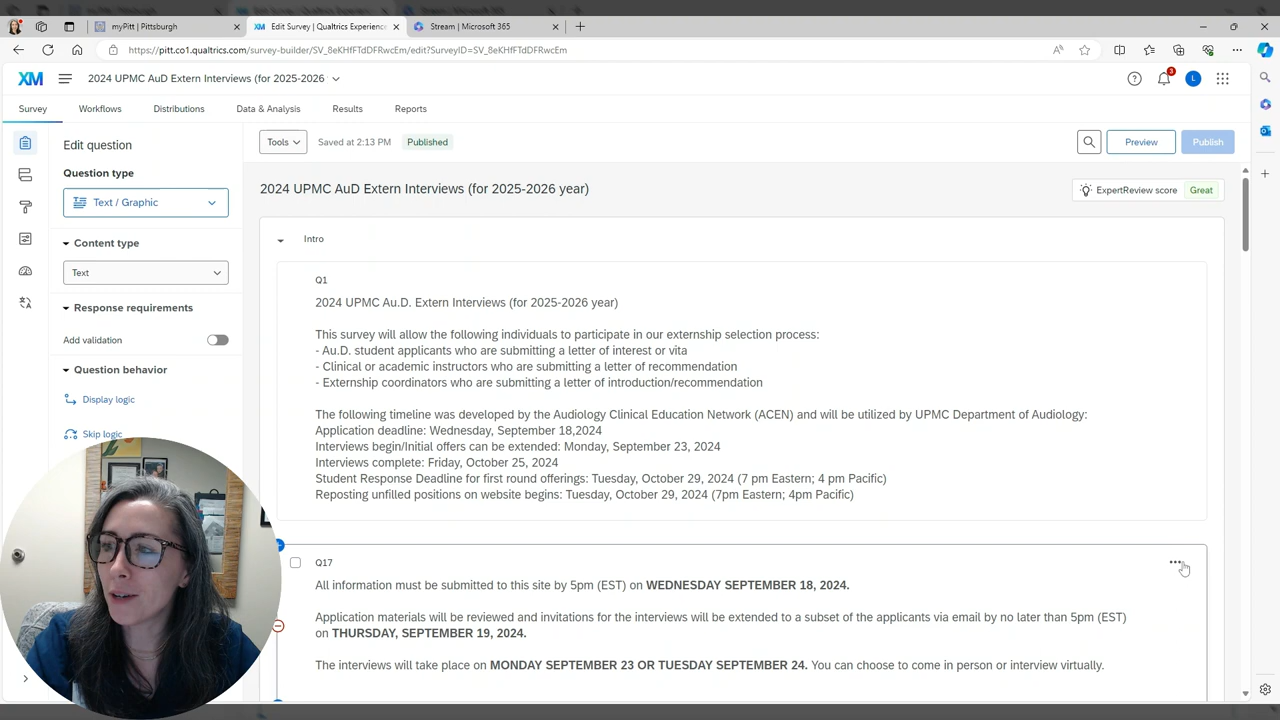 myPitt | Pittsburgh
Edit Survey | Qualtrics Experience
Stream | Microsoft 365
https://pitt.co1.qualtrics.com/survey-builder/SV_8eKHfFTdDFRwcEm/edit?SurveyID=SV_8eKHfFTdDFRwcEm
XM
2024 UPMC AuD Extern Interviews (for 2025-2026
3
L
Survey
Workflows
Distributions
Data & Analysis
Results
Reports
Edit question
Tools
Saved at 2:13 PM
Published
Preview
Publish
Question type
Text / Graphic
2024 UPMC AuD Extern Interviews (for 2025-2026 year)
ExpertReview score
Great
Content type
Text
Response requirements
Add validation
Question behavior
Display logic
Skip logic
Intro
Q1
2024 UPMC Au.D. Extern Interviews (for 2025-2026 year)
This survey will allow the following individuals to participate in our externship selection process:
- Au.D. student applicants who are submitting a letter of interest or vita
- Clinical or academic instructors who are submitting a letter of recommendation
- Externship coordinators who are submitting a letter of introduction/recommendation
The following timeline was developed by the Audiology Clinical Education Network (ACEN) and will be utilized by UPMC Department of Audiology:
Application deadline: Wednesday, September 18,2024
Interviews begin/Initial offers can be extended: Monday, September 23, 2024
Interviews complete: Friday, October 25, 2024
Student Response Deadline for first round offerings: Tuesday, October 29, 2024 (7 pm Eastern; 4 pm Pacific)
Reposting unfilled positions on website begins: Tuesday, October 29, 2024 (7pm Eastern; 4pm Pacific)
Q17
All information must be submitted to this site by 5pm (EST) on WEDNESDAY SEPTEMBER 18, 2024.
Application materials will be reviewed and invitations for the interviews will be extended to a subset of the applicants via email by no later than 5pm (EST)
on THURSDAY, SEPTEMBER 19, 2024.
The interviews will take place on MONDAY SEPTEMBER 23 OR TUESDAY SEPTEMBER 24. You can choose to come in person or interview virtually.